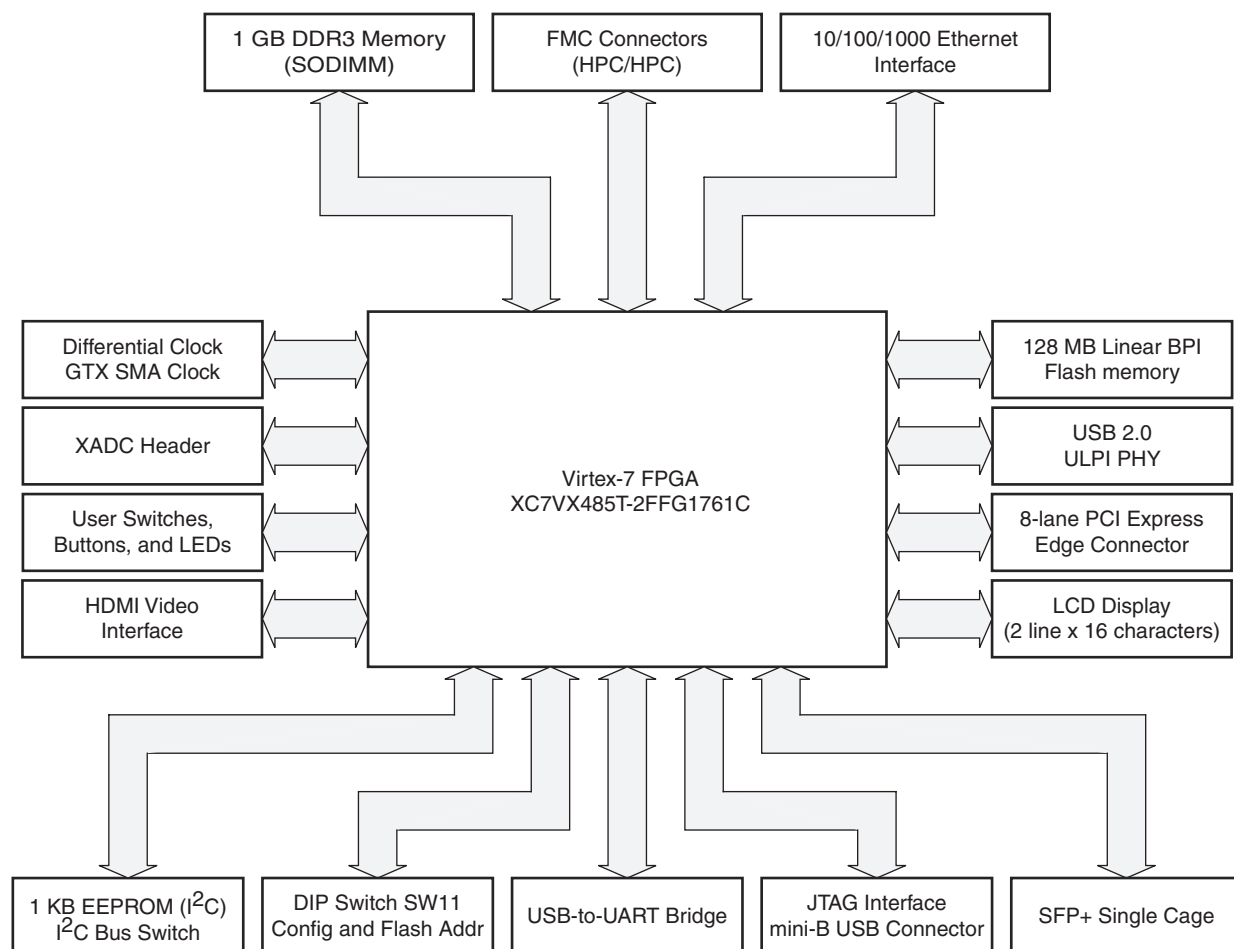 1 GB DDR3 Memory
(SODIMM)
FMC Connectors
(HPC/HPC)
10/100/1000 Ethernet
Interface
Differential Clock
GTX SMA Clock
XADC Header
User Switches,
Buttons, and LEDs
HDMI Video
Interface
Virtex-7 FPGA
XC7VX485T-2FFG1761C
128 MB Linear BPI
Flash memory
USB 2.0
ULPI PHY
8-lane PCI Express
Edge Connector
LCD Display
(2 line x 16 characters)
1 KB EEPROM (I²C)
I²C Bus Switch
DIP Switch SW11
Config and Flash Addr
USB-to-UART Bridge
JTAG Interface
mini-B USB Connector
SFP+ Single Cage